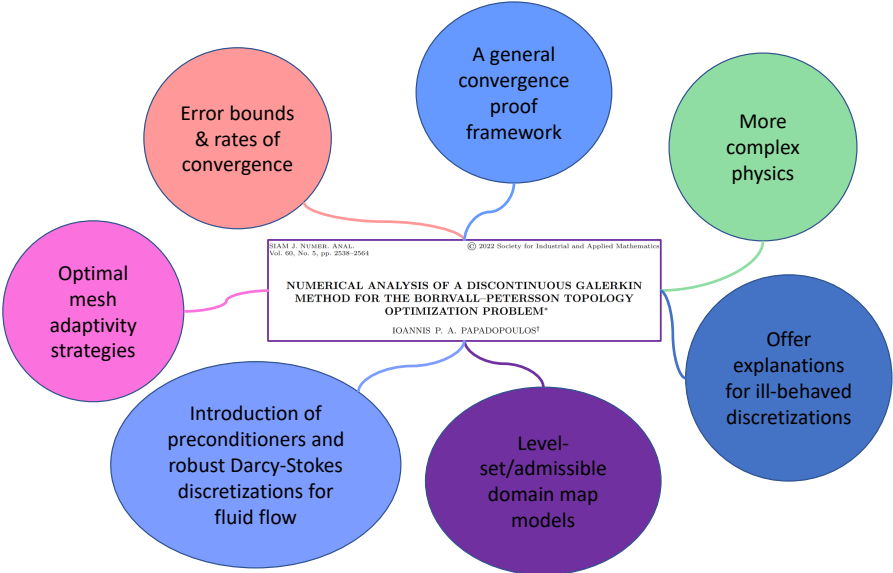 A general
convergence
proof
framework
Error bounds
& rates of
convergence
More
complex
physics
SIAM J. NUMER. ANAL.
Vol. 60, No. 5, pp. 2538–2564
© 2022 Society for Industrial and Applied Mathematics
NUMERICAL ANALYSIS OF A DISCONTINUOUS GALERKIN
METHOD FOR THE BORRVALL–PETERSSON TOPOLOGY
OPTIMIZATION PROBLEM*
IOANNIS P. A. PAPADOPOULOS†
Optimal
mesh
adaptivity
strategies
Offer
explanations
for ill-behaved
discretizations
Introduction of
preconditioners and
robust Darcy-Stokes
discretizations for
fluid flow
Level-
set/admissible
domain map
models